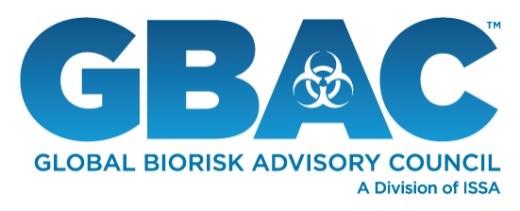 GBAC™
GLOBAL BIORISK ADVISORY COUNCIL
A Division of ISSA